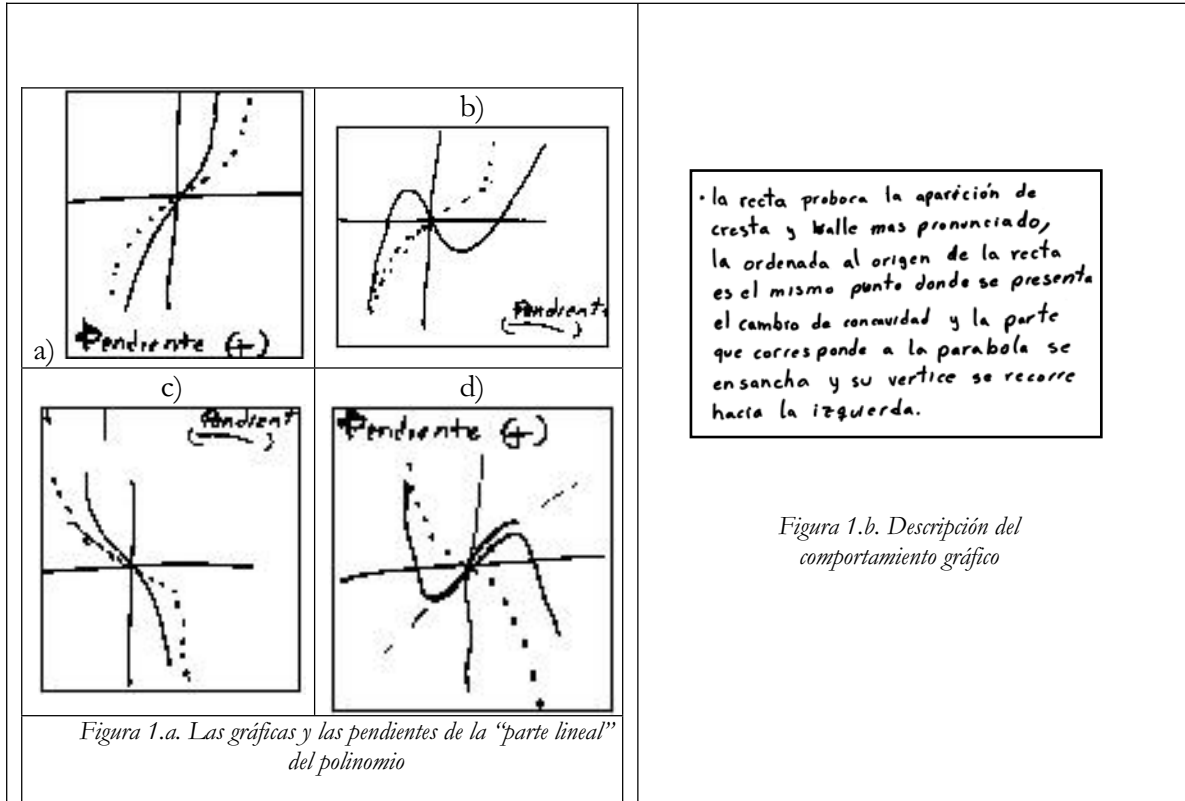 a)
Pendiente (+)
b)
Pendiente
c)
Pendient
d)
Pendiente (+)
Figura 1.a. Las gráficas y las pendientes de la “parte lineal”
del polinomio
• la recta probora la aparición de
cresta y valle mas pronunciado,
la ordenada al origen de la recta
es el mismo punto donde se presenta
el cambio de concavidad y la parte
que corresponde a la parabola se
ensancha y su vertice se recorre
hacia la izquierda.
Figura 1.b. Descripción del
comportamiento gráfico